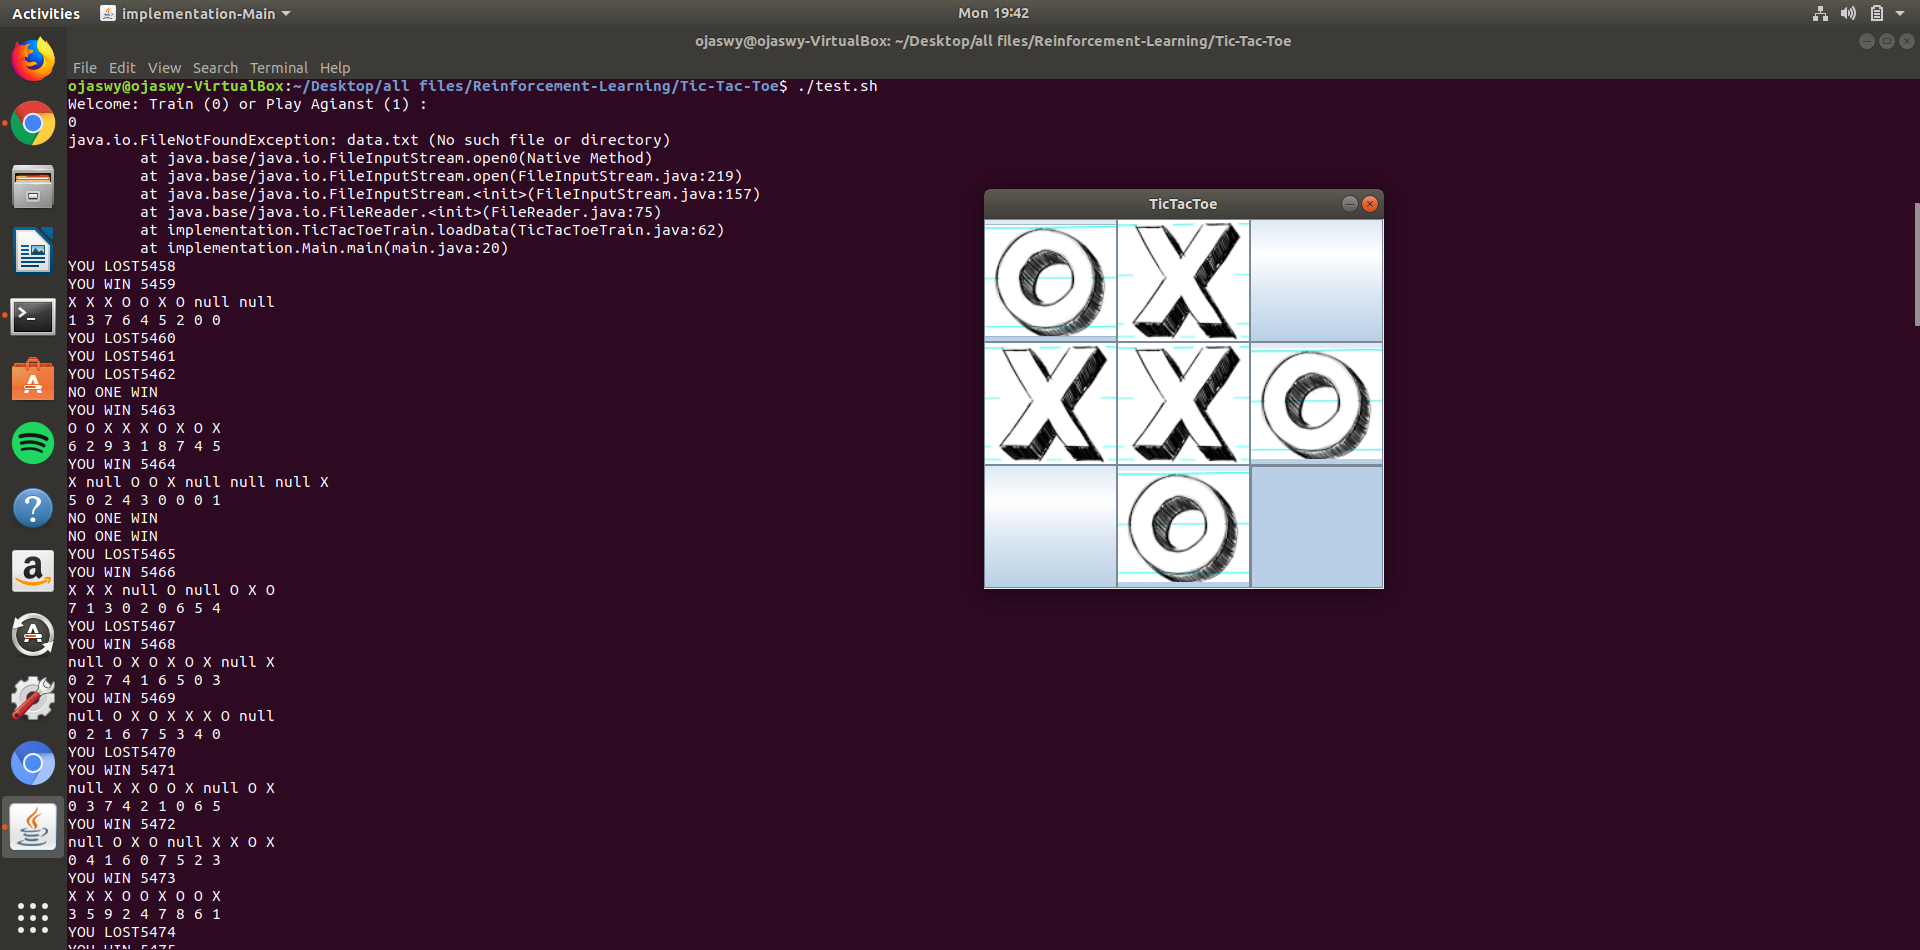 Activities
implementation-Main
Mon 19:42
ojaswy@ojaswy-VirtualBox: ~/Desktop/all files/Reinforcement-Learning/Tic-Tac-Toe
File Edit View Search Terminal Help
ojaswy@ojaswy-VirtualBox:~/Desktop/all files/Reinforcement-Learning/Tic-Tac-Toe$ ./test.sh
Welcome: Train (0) or Play Agianst (1) :
0
java.io.FileNotFoundException: data.txt (No such file or directory)
at java.base/java.io.FileInputStream.open0(Native Method)
at java.base/java.io.FileInputStream.open(FileInputStream.java:219)
at java.base/java.io.FileInputStream.<init>(FileInputStream.java:157)
at java.base/java.io.FileReader.<init>(FileReader.java:75)
at implementation.TicTacToeTrain.loadData(TicTacToeTrain.java:62)
at implementation.Main.main(main.java:20)
YOU LOST5458
YOU WIN 5459
X X X O O X O null null
1 3 7 6 4 5 2 0 0
YOU LOST5460
YOU LOST5461
YOU LOST5462
NO ONE WIN
YOU WIN 5463
O O X X X O X O X
6 2 9 3 1 8 7 4 5
YOU WIN 5464
X null O O X null null null X
5 0 2 4 3 0 0 0 1
NO ONE WIN
NO ONE WIN
YOU LOST5465
YOU WIN 5466
X X X null O null O X O
7 1 3 0 2 0 6 5 4
YOU LOST5467
YOU WIN 5468
null O X O X O X null X
0 2 7 4 1 6 5 0 3
YOU WIN 5469
null O X O X X X O null
0 2 1 6 7 5 3 4 0
YOU LOST5470
YOU WIN 5471
null X X O O X null O X
0 3 7 4 2 1 0 6 5
YOU WIN 5472
null O X O null X X O X
0 4 1 6 0 7 5 2 3
YOU WIN 5473
X X X O O X O O X
3 5 9 2 4 7 8 6 1
YOU LOST5474
YOU WIN 5475
TicTacToe
O X
X X O
O